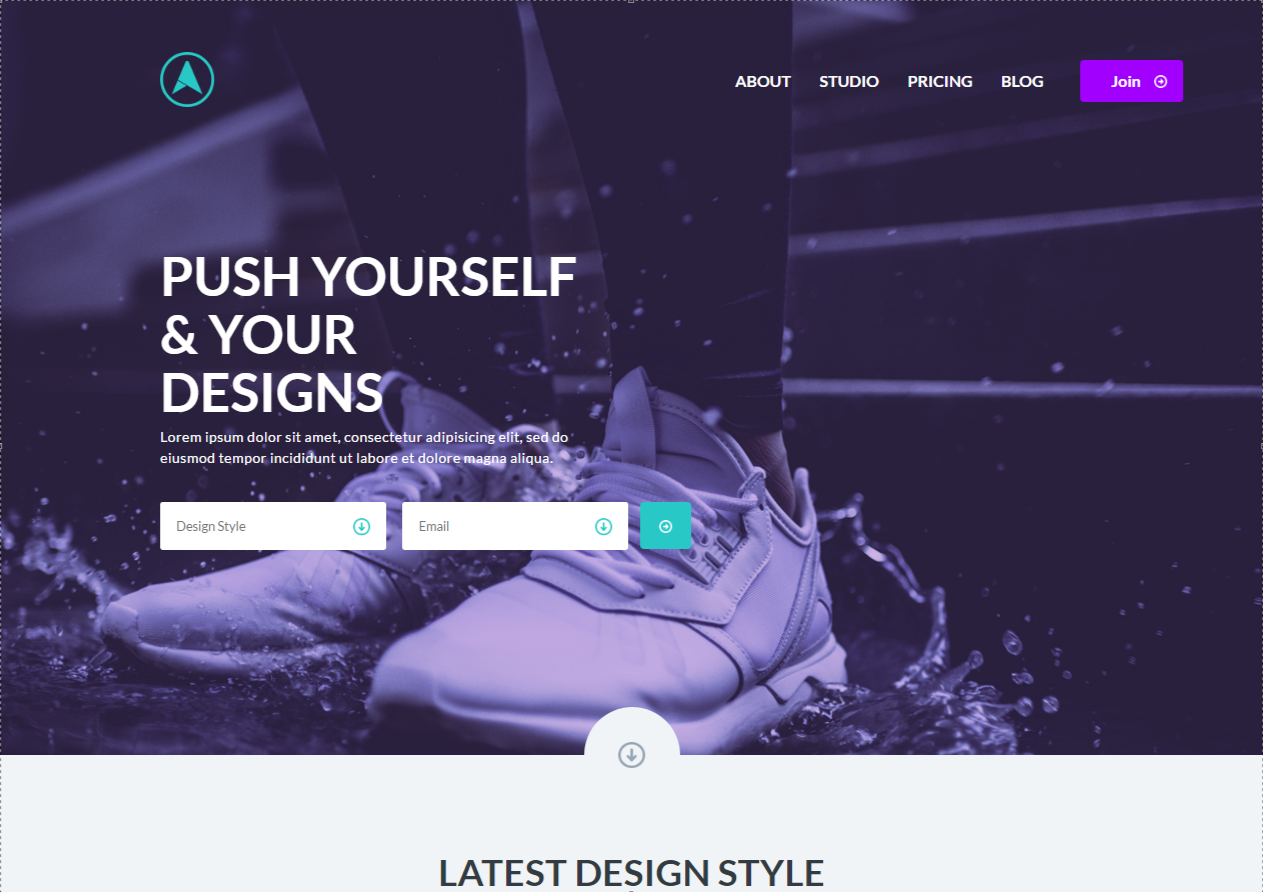 ABOUT STUDIO PRICING BLOG Join
PUSH YOURSELF
& YOUR
DESIGNS
Lorem ipsum dolor sit amet, consectetur adipisicing elit, sed do
eiusmod tempor incididunt ut labore et dolore magna aliqua.
Design Style Email
LATEST DESIGN STYLE